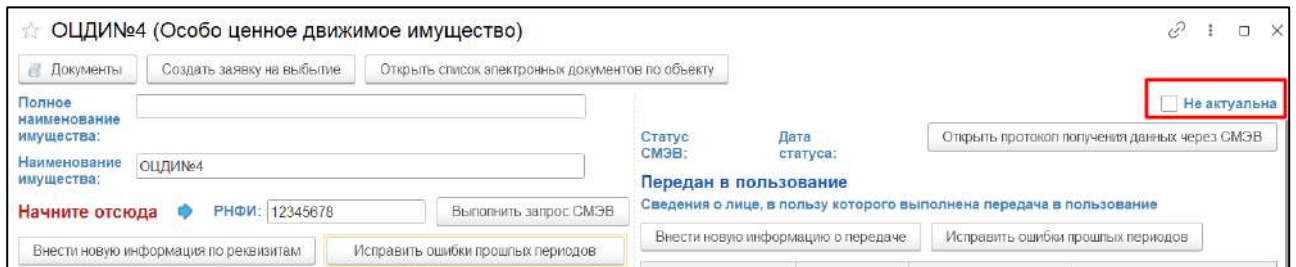 ОЦДИ№4 (Особо ценное движимое имущество)
Документы
Создать заявку на выбытие
Открыть список электронных документов по объекту
Полное
наименование
имущества:
Наименование
имущества:
ОЦДИ№4
Начните отсюда
РНФИ: 12345678
Выполнить запрос СМЭВ
Внести новую информация по реквизитам
Исправить ошибки прошлых периодов
Не актуальна
Статус
СМЭВ:
Дата
статуса:
Открыть протокол получения данных через СМЭВ
Передан в пользование
Сведения о лице, в пользу которого выполнена передача в пользование
Внести новую информацию о передаче
Исправить ошибки прошлых периодов